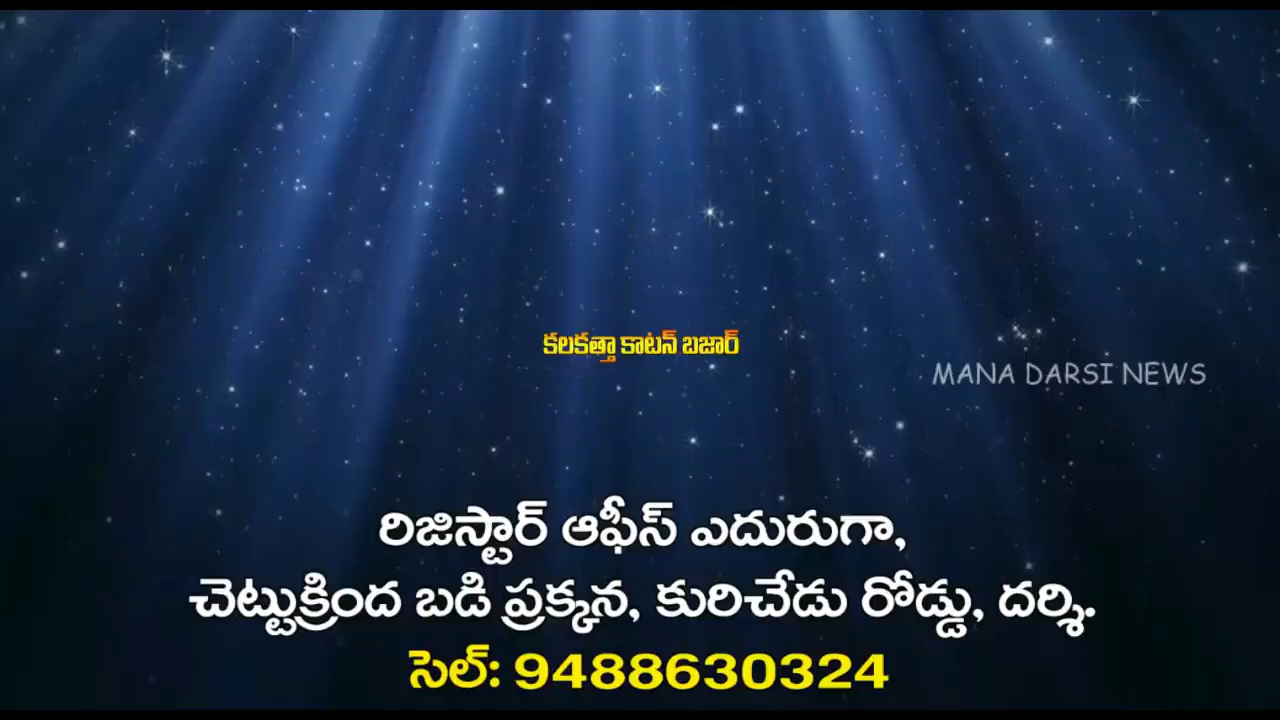 కలకత్తా కాటన్ బజార్
MANA DARSI NEWS
రిజిస్టార్ ఆఫీస్ ఎదురుగా,
చెట్టుక్రింద బడి ప్రక్కన, కురిచేడు రోడ్డు, దర్శి.
సెల్: 9488630324